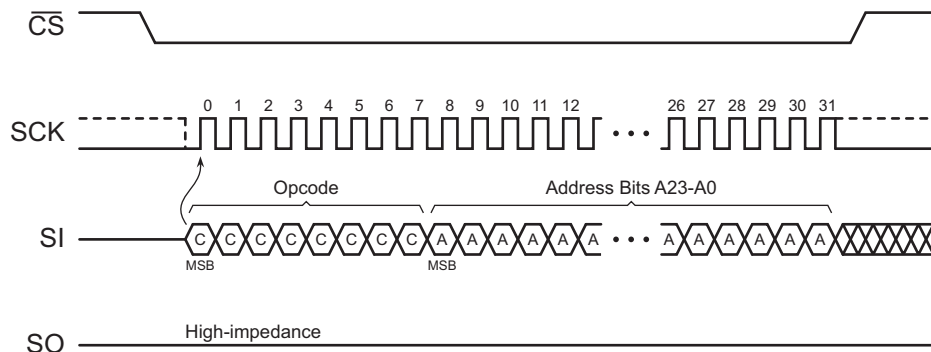 CS
0 1 2 3 4 5 6 7 8 9 10 11 12 26 27 28 29 30 31
SCK
Opcode Address Bits A23-A0
SI C C C C C C C C A A A A A A A A A A A A
MSB MSB
High-impedance
SO